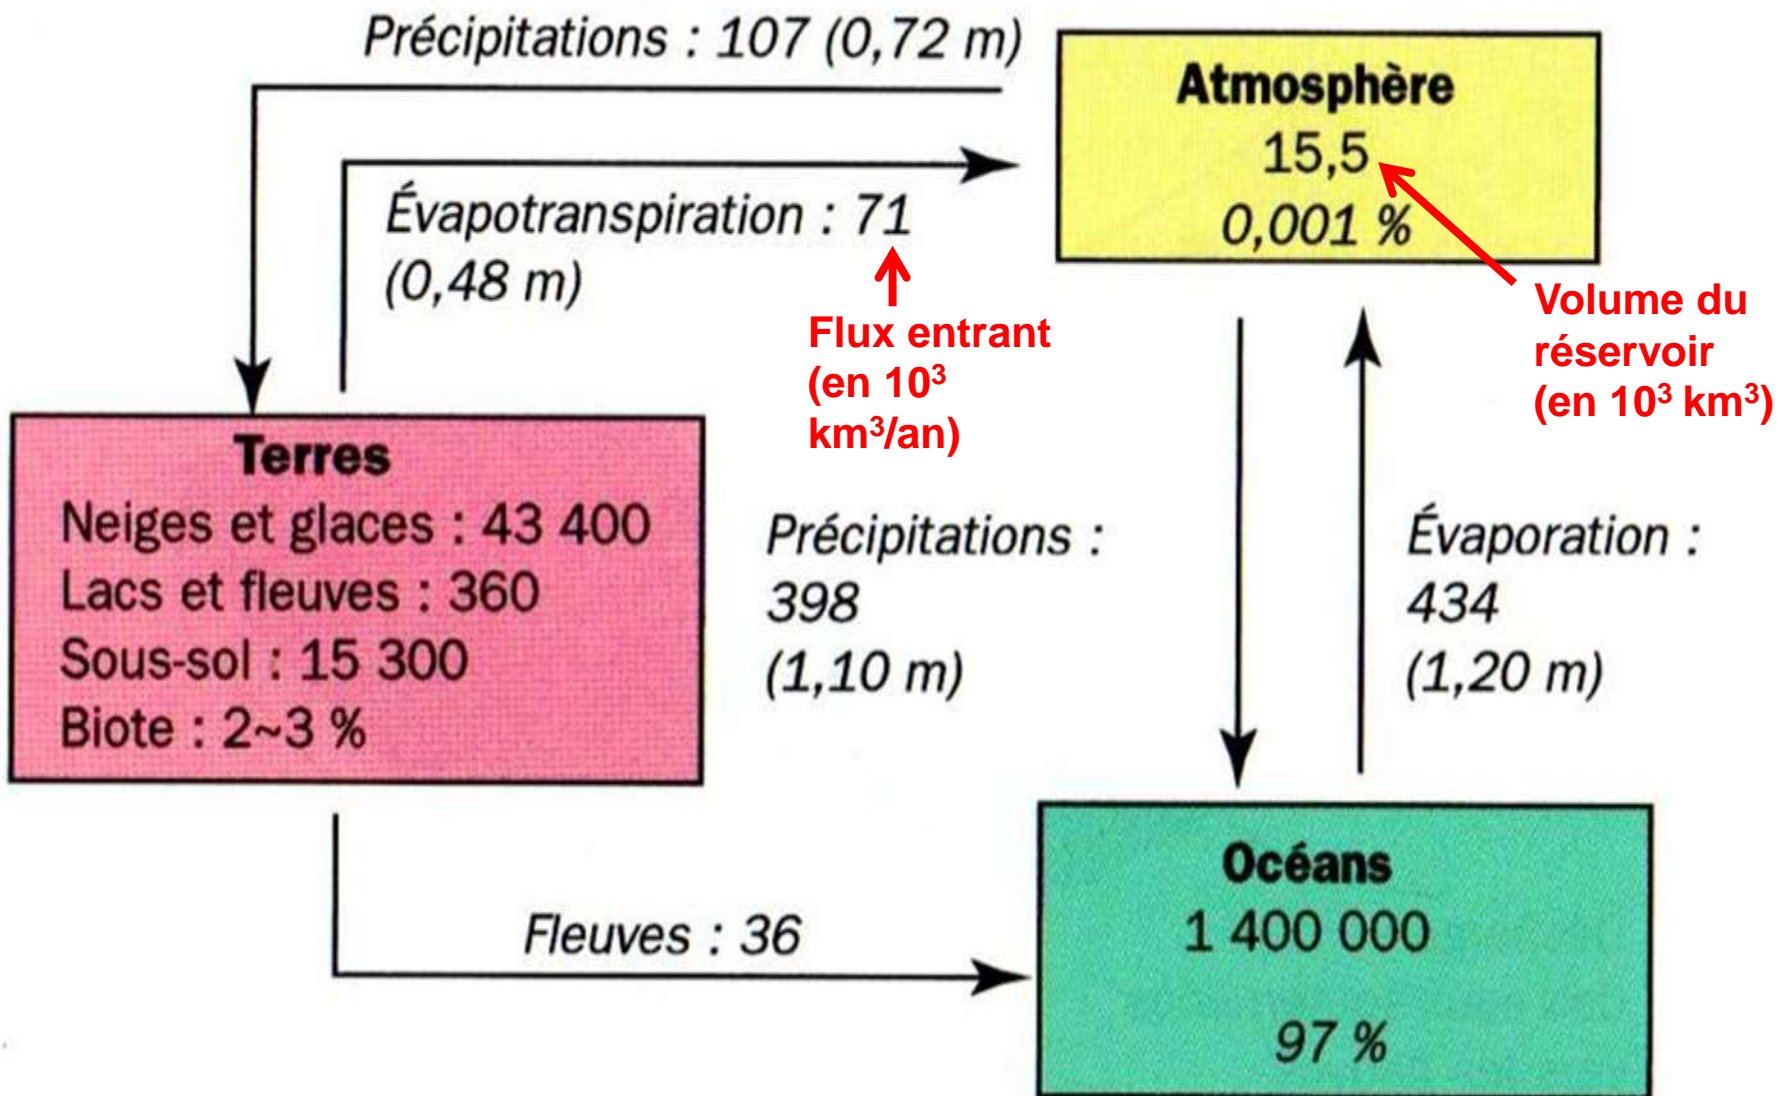 Précipitations : 107 (0,72 m)
Atmosphère
15,5
0,001 %
Évapotranspiration : 71
(0,48 m)
Flux entrant
(en 10³
km³/an)
Volume du
réservoir
(en 10³ km³)
Terres
Neiges et glaces : 43 400
Lacs et fleuves : 360
Sous-sol : 15 300
Biote : 2~3 %
Précipitations :
398
(1,10 m)
Évaporation :
434
(1,20 m)
Fleuves : 36
Océans
1 400 000
97 %